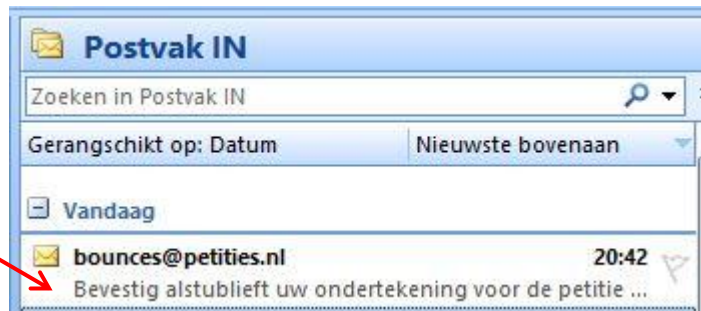 Postvak IN
Zoeken in Postvak IN
Gerangschikt op: Datum Nieuwste bovenaan
Vandaag
bounces@petities.nl 20:42
Bevestig alstublieft uw ondertekening voor de petitie ...